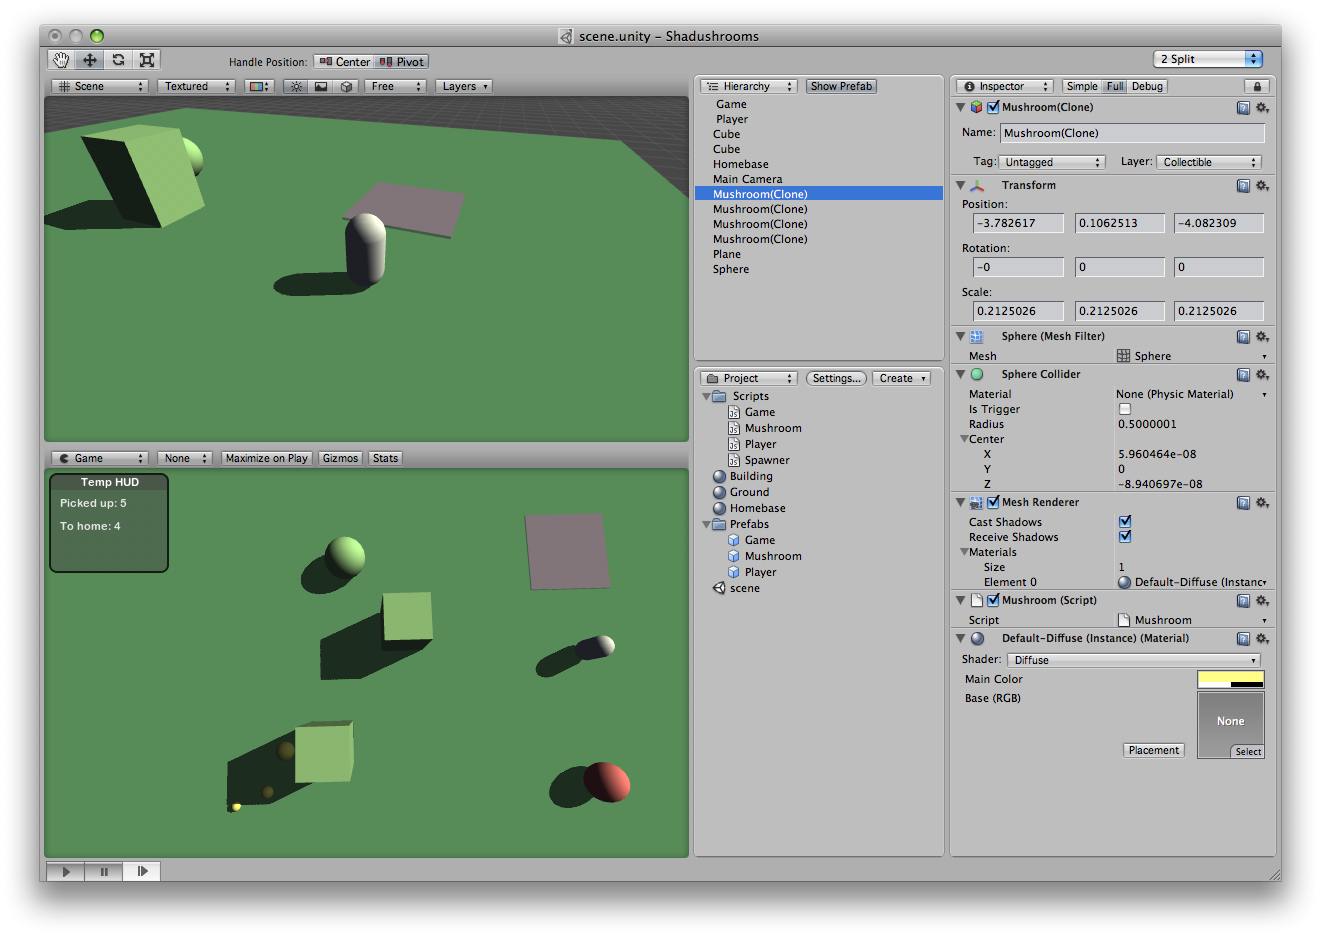 scene.unity – Shadushrooms
Handle Position: Center Pivot
2 Split
Scene Textured Free Layers
Game None Maximize on Play Gizmos Stats
Temp HUD
Picked up: 5
To home: 4
Hierarchy Show Prefab
Game
Player
Cube
Cube
Homebase
Main Camera
Mushroom(Clone)
Mushroom(Clone)
Mushroom(Clone)
Mushroom(Clone)
Plane
Sphere
Project Settings... Create
Scripts
Game
Mushroom
Player
Spawner
Building
Ground
Homebase
Prefabs
Game
Mushroom
Player
scene
Inspector Simple Full Debug
Mushroom(Clone)
Name: Mushroom(Clone)
Tag: Untagged Layer: Collectible
Transform
Position:
-3.782617 0.1062513 -4.082309
Rotation:
-0 0 0
Scale:
0.2125026 0.2125026 0.2125026
Sphere (Mesh Filter)
Mesh Sphere
Sphere Collider
Material None (Physic Material)
Is Trigger
Radius 0.5000001
Center
X 5.960464e-08
Y 0
Z -8.940697e-08
Mesh Renderer
Cast Shadows
Receive Shadows
Materials
Size 1
Element 0 Default-Diffuse (Instanc
Mushroom (Script)
Script Mushroom
Default-Diffuse (Instance) (Material)
Shader: Diffuse
Main Color
Base (RGB)
None
Select
Placement